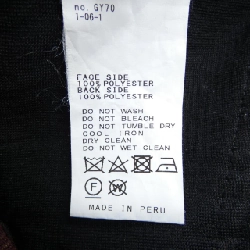 no. GY70
1-06-1
FACE SIDE
100% POLYESTER
BACK SIDE
100% POLYESTER
DO NOT WASH
DO NOT BLEACH
DO NOT TUMBLE DRY
COOL IRON
DRY CLEAN
DO NOT WET CLEAN
F W
MADE IN PERU